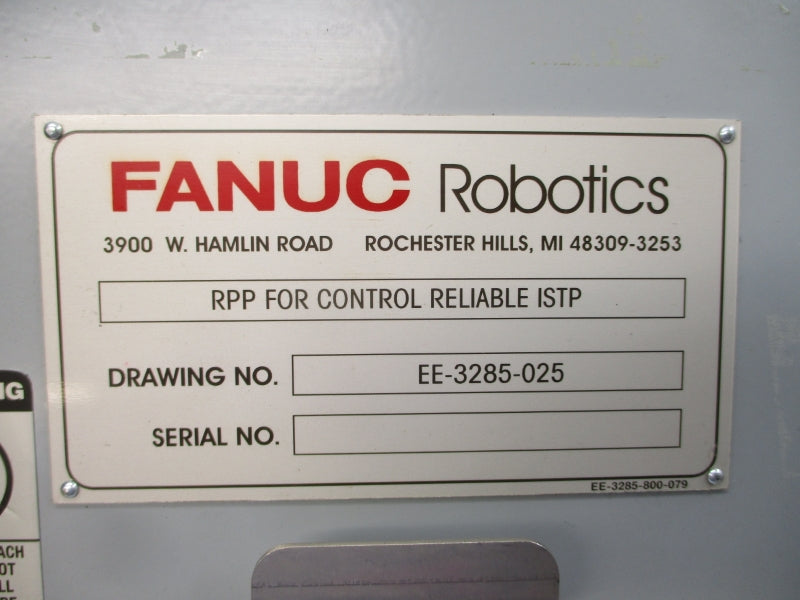 FANUC Robotics
3900 W. HAMLIN ROAD ROCHESTER HILLS, MI 48309-3253
RPP FOR CONTROL RELIABLE ISTP
DRAWING NO. EE-3285-025
SERIAL NO.
EE-3285-800-079